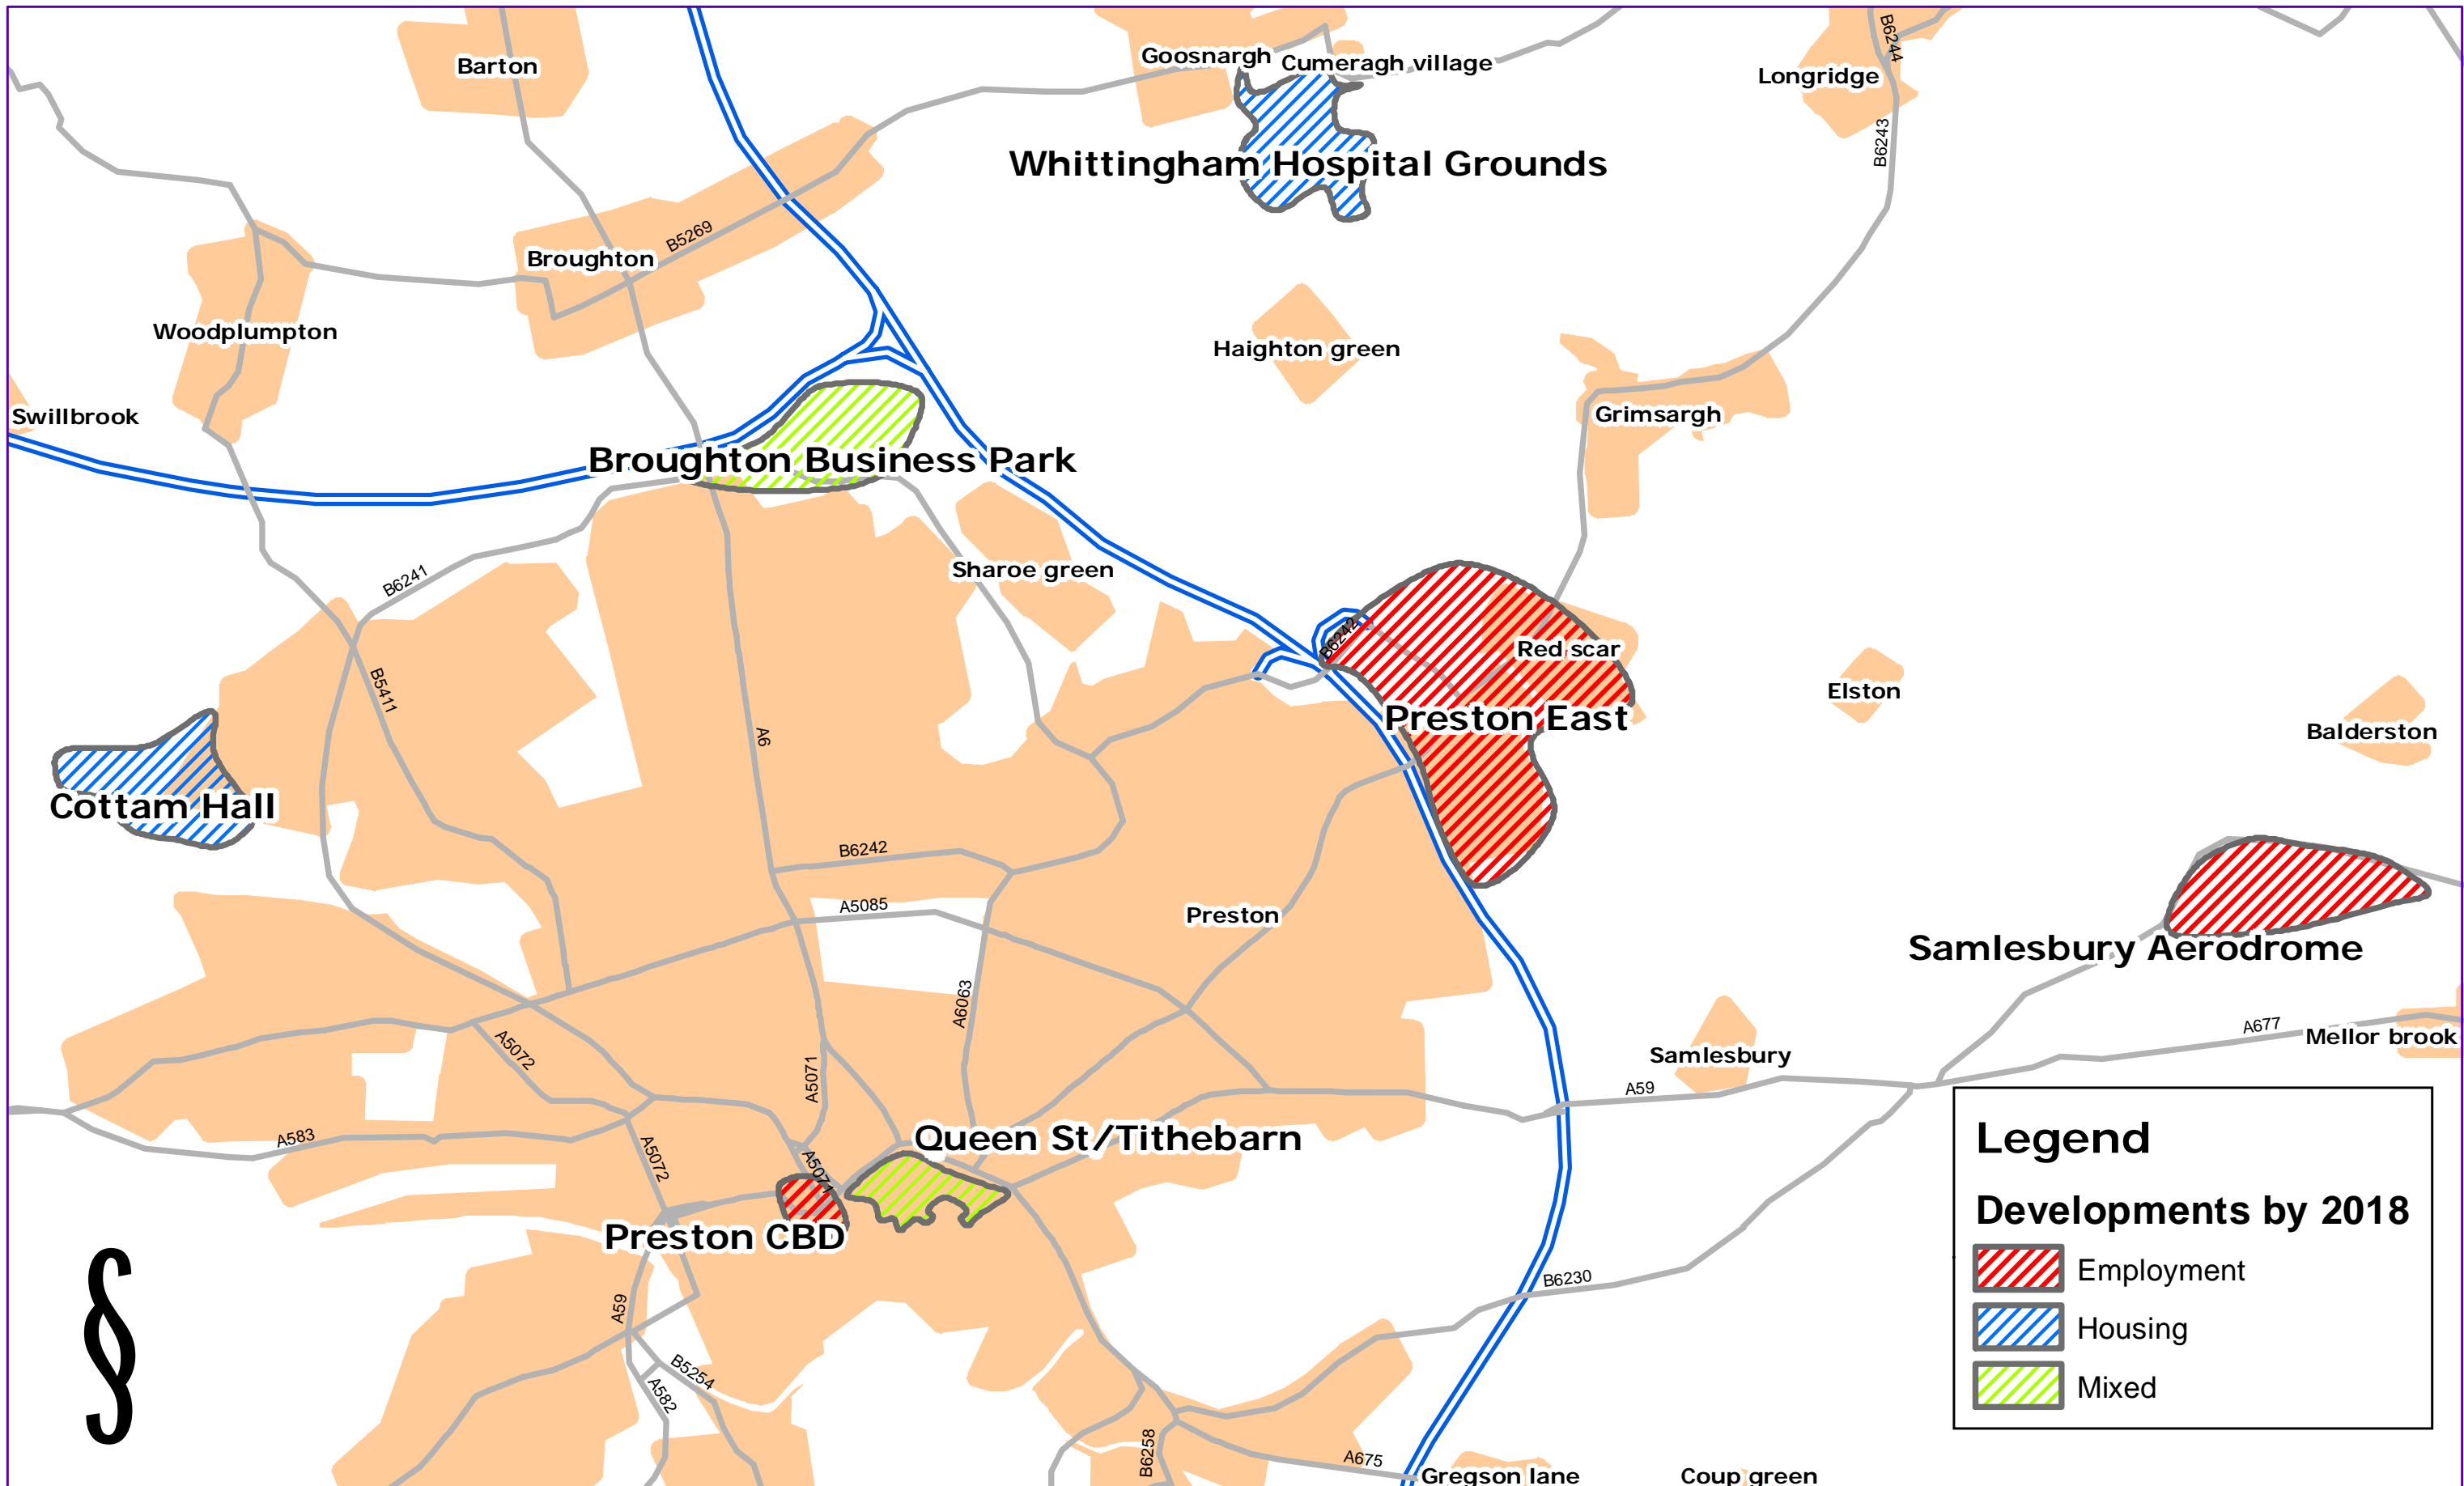 Barton
Goosnargh
Cumeragh village
Longridge
B6244
B6243
Whittingham Hospital Grounds
B5269
Broughton
Woodplumpton
Haighton green
Swillbrook
Grimsargh
Broughton Business Park
Sharoe green
B6241
B6242
Red scar
B5411
Elston
Preston East
A6
Balderston
Cottam Hall
B6242
A5085
Preston
Samlesbury Aerodrome
A6063
A5072
A677
Mellor brook
Samlesbury
A5071
A59
A583
A5072
Queen St/Tithebarn
A5071
Preston CBD
Legend
Developments by 2018
Employment
Housing
Mixed
§
B6230
A59
B5254
A582
B6258
A675
Gregson lane
Coup green